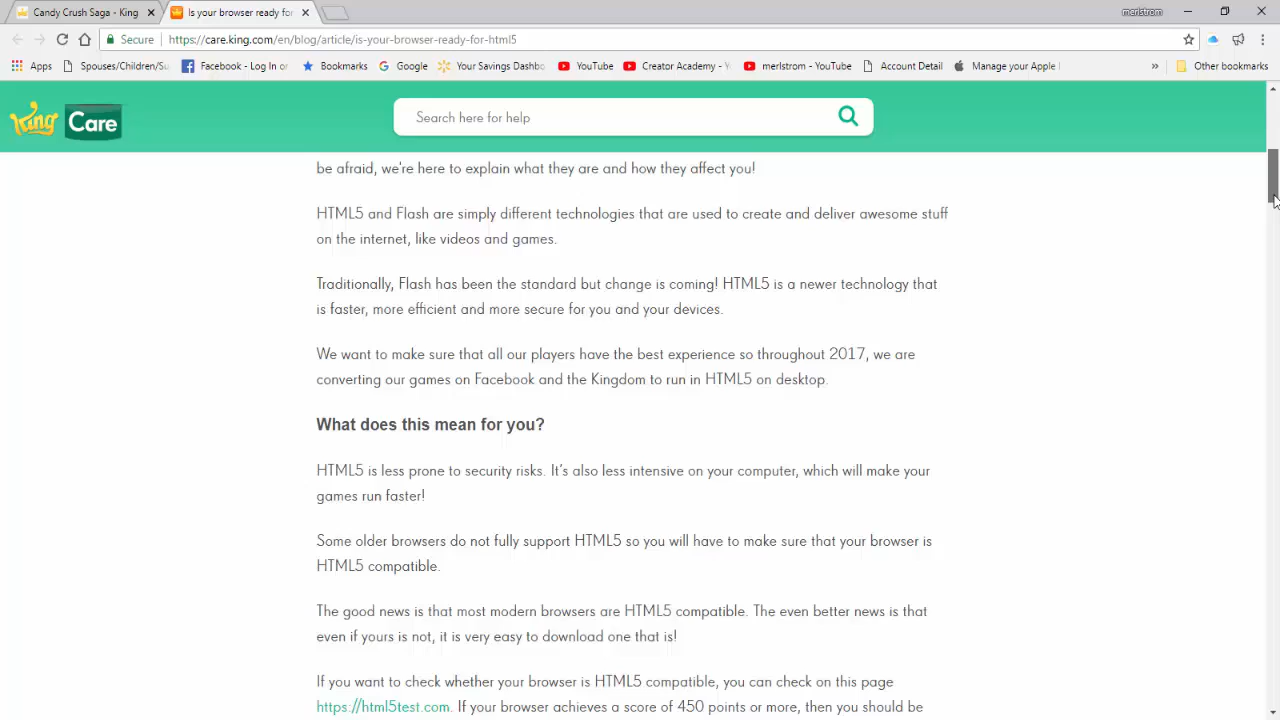 Candy Crush Saga - King
Is your browser ready for
merlstrom
Secure
https://care.king.com/en/blog/article/is-your-browser-ready-for-html5
Apps
Spouses/Children/Su
Facebook - Log In or
Bookmarks
Google
Your Savings Dashbo
YouTube
Creator Academy - Y
merlstrom - YouTube
Account Detail
Manage your Apple I
»
Other bookmarks
King Care
Search here for help
be afraid, we're here to explain what they are and how they affect you!
HTML5 and Flash are simply different technologies that are used to create and deliver awesome stuff
on the internet, like videos and games.
Traditionally, Flash has been the standard but change is coming! HTML5 is a newer technology that
is faster, more efficient and more secure for you and your devices.
We want to make sure that all our players have the best experience so throughout 2017, we are
converting our games on Facebook and the Kingdom to run in HTML5 on desktop.
What does this mean for you?
HTML5 is less prone to security risks. It's also less intensive on your computer, which will make your
games run faster!
Some older browsers do not fully support HTML5 so you will have to make sure that your browser is
HTML5 compatible.
The good news is that most modern browsers are HTML5 compatible. The even better news is that
even if yours is not, it is very easy to download one that is!
If you want to check whether your browser is HTML5 compatible, you can check on this page
https://html5test.com. If your browser achieves a score of 450 points or more, then you should be